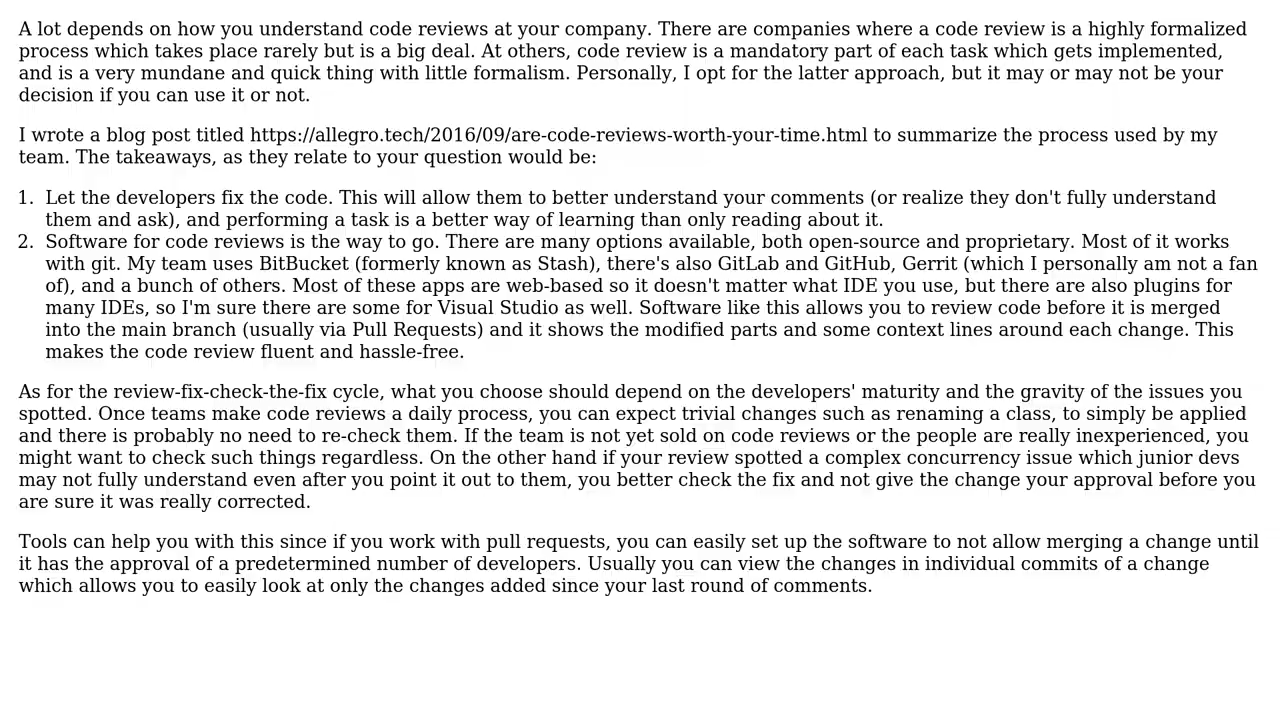 A lot depends on how you understand code reviews at your company. There are companies where a code review is a highly formalized
process which takes place rarely but is a big deal. At others, code review is a mandatory part of each task which gets implemented,
and is a very mundane and quick thing with little formalism. Personally, I opt for the latter approach, but it may or may not be your
decision if you can use it or not.
I wrote a blog post titled https://allegro.tech/2016/09/are-code-reviews-worth-your-time.html to summarize the process used by my
team. The takeaways, as they relate to your question would be:
1. Let the developers fix the code. This will allow them to better understand your comments (or realize they don't fully understand
them and ask), and performing a task is a better way of learning than only reading about it.
2. Software for code reviews is the way to go. There are many options available, both open-source and proprietary. Most of it works
with git. My team uses BitBucket (formerly known as Stash), there's also GitLab and GitHub, Gerrit (which I personally am not a fan
of), and a bunch of others. Most of these apps are web-based so it doesn't matter what IDE you use, but there are also plugins for
many IDEs, so I'm sure there are some for Visual Studio as well. Software like this allows you to review code before it is merged
into the main branch (usually via Pull Requests) and it shows the modified parts and some context lines around each change. This
makes the code review fluent and hassle-free.
As for the review-fix-check-the-fix cycle, what you choose should depend on the developers' maturity and the gravity of the issues you
spotted. Once teams make code reviews a daily process, you can expect trivial changes such as renaming a class, to simply be applied
and there is probably no need to re-check them. If the team is not yet sold on code reviews or the people are really inexperienced, you
might want to check such things regardless. On the other hand if your review spotted a complex concurrency issue which junior devs
may not fully understand even after you point it out to them, you better check the fix and not give the change your approval before you
are sure it was really corrected.
Tools can help you with this since if you work with pull requests, you can easily set up the software to not allow merging a change until
it has the approval of a predetermined number of developers. Usually you can view the changes in individual commits of a change
which allows you to easily look at only the changes added since your last round of comments.